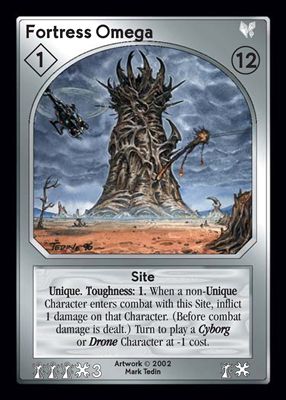 Fortress Omega
1
12
TEDIN 96
Site
Unique. Toughness: 1. When a non-Unique
Character enters combat with this Site, inflict
1 damage on that Character. (Before combat
damage is dealt.) Turn to play a Cyborg
or Drone Character at -1 cost.
3
Artwork © 2002
Mark Tedin